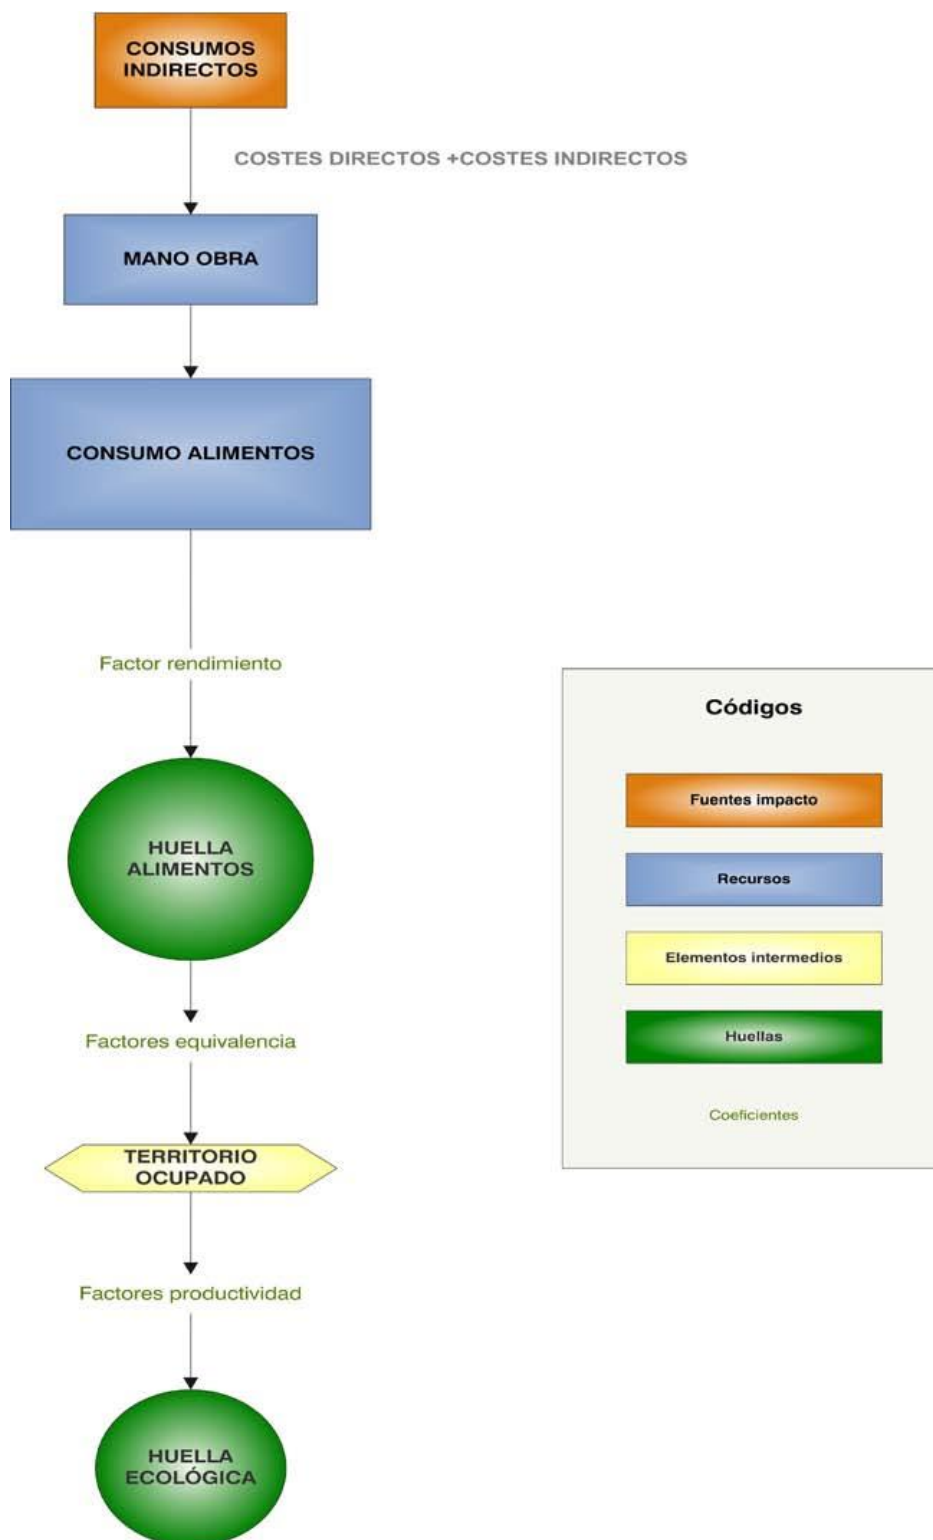 CONSUMOS
INDIRECTOS
COSTES DIRECTOS +COSTES INDIRECTOS
MANO OBRA
CONSUMO ALIMENTOS
Factor rendimiento
HUELLA
ALIMENTOS
Factores equivalencia
TERRITORIO
OCUPADO
Factores productividad
HUELLA
ECOLÓGICA
Códigos
Fuentes impacto
Recursos
Elementos intermedios
Huellas
Coeficientes